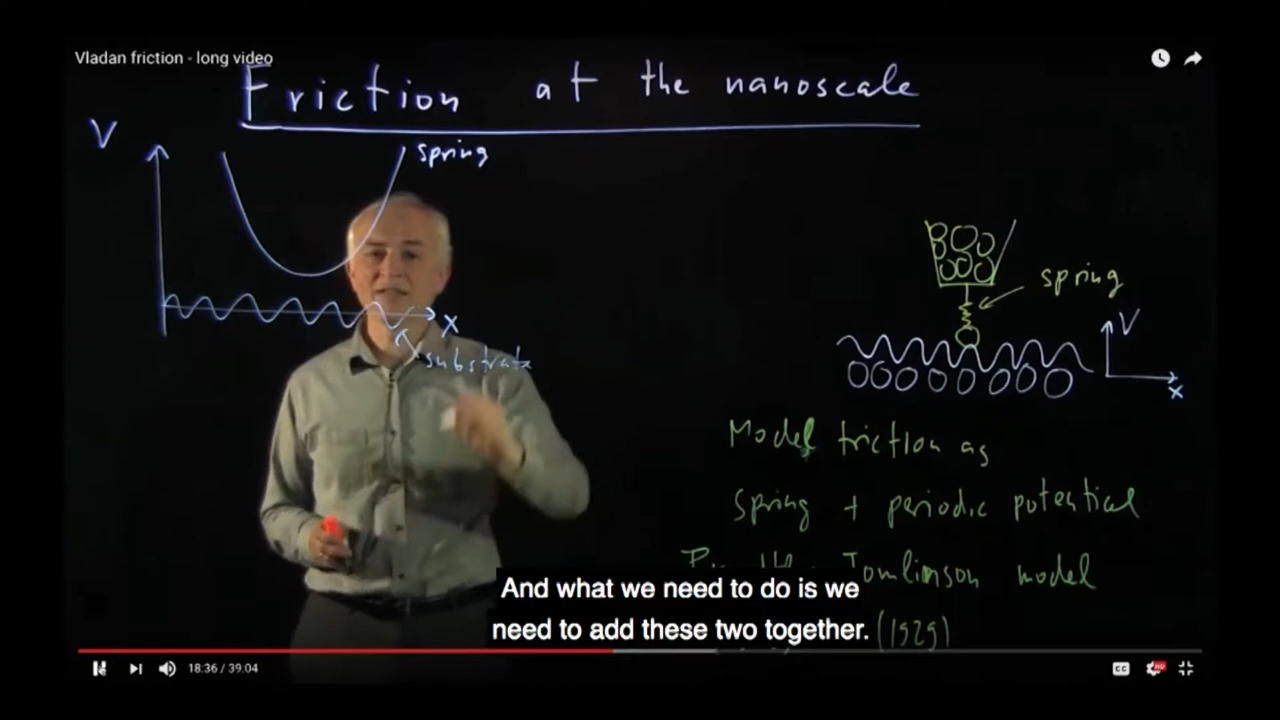 Vladan friction - long video
Friction at the nanoscale
V
spring
x
substrate
spring
V
x
Model friction as
spring + periodic potential
Tomlinson model
And what we need to do is we
need to add these two together.
(1929)
18:36 / 39:04
CC
HD